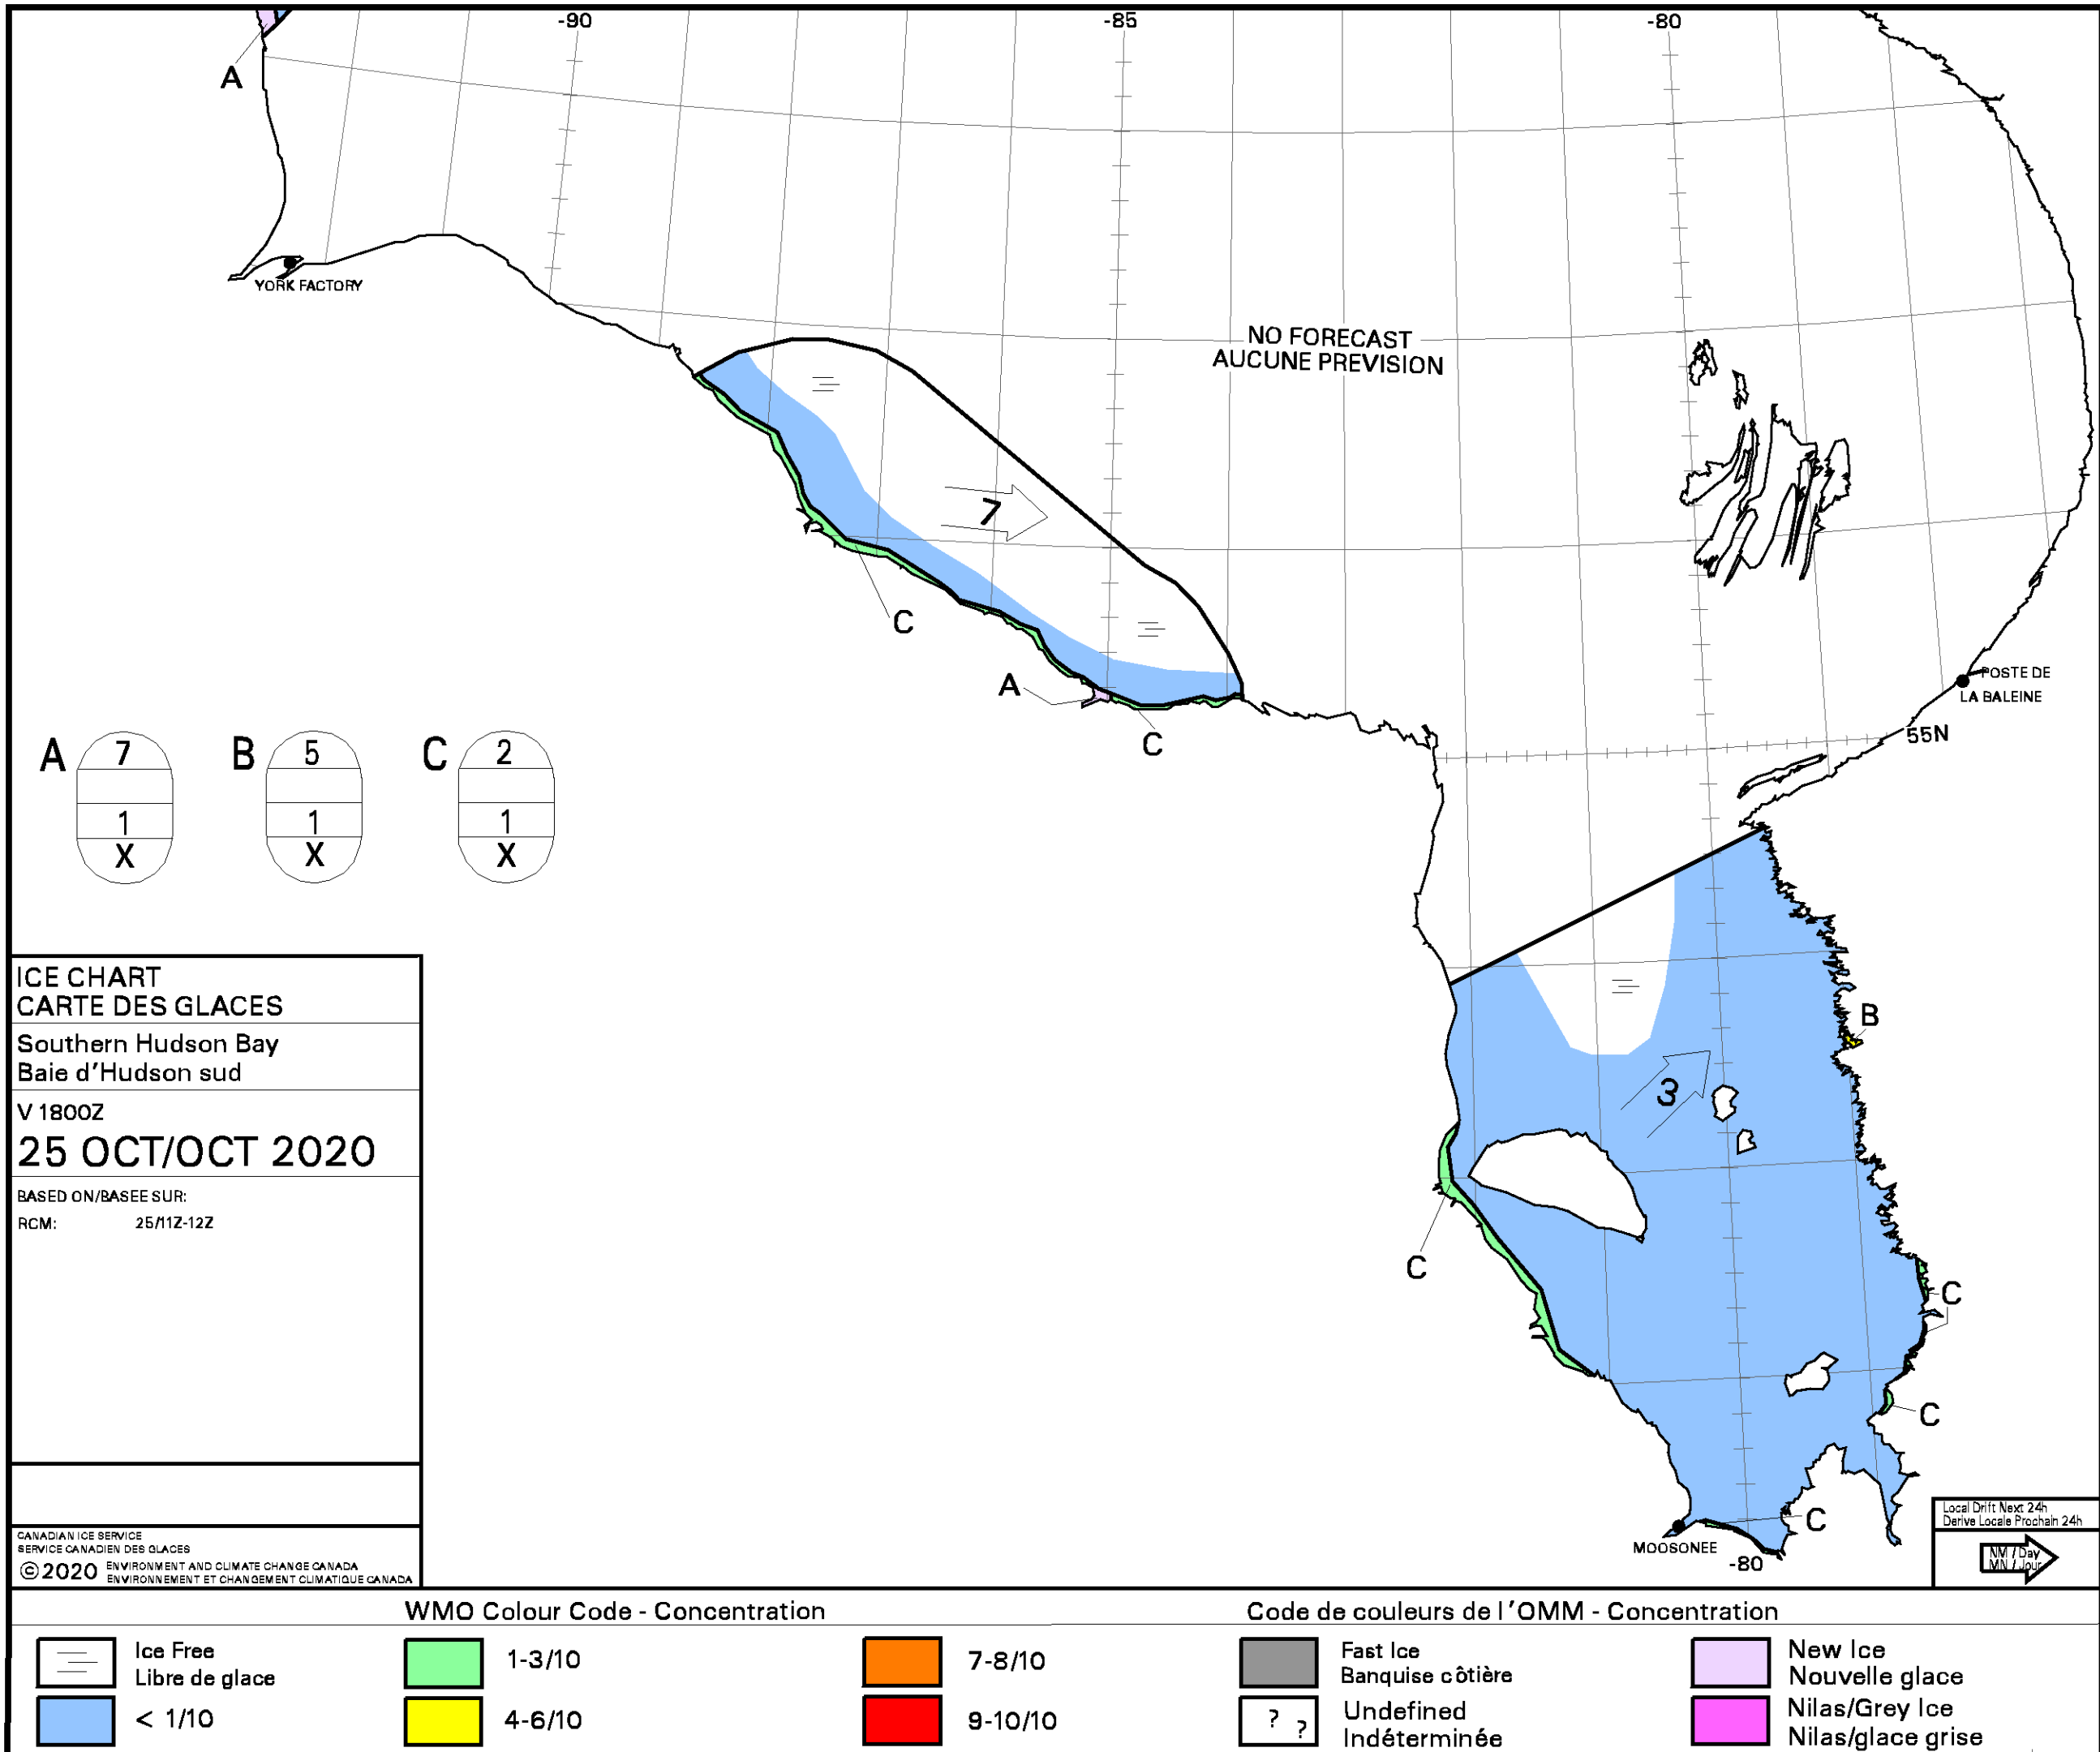 -90
-85
-80
A
YORK FACTORY
NO FORECAST
AUCUNE PREVISION
7
C
A
C
POSTE DE
LA BALEINE
55N
A
7
1
X
B
5
1
X
C
2
1
X
B
3
C
C
C
C
MOOSONEE
-80
ICE CHART
CARTE DES GLACES
Southern Hudson Bay
Baie d'Hudson sud
V 1800Z
25 OCT/OCT 2020
BASED ON/BASEE SUR:
RCM: 25/11Z-12Z
CANADIAN ICE SERVICE
SERVICE CANADIEN DES GLACES
© 2020 ENVIRONMENT AND CLIMATE CHANGE CANADA
ENVIRONNEMENT ET CHANGEMENT CLIMATIQUE CANADA
Local Drift Next 24h
Derive Locale Prochain 24h
NM / Day
MN / Jour
WMO Colour Code - Concentration
Code de couleurs de l'OMM - Concentration
Ice Free
Libre de glace
< 1/10
1-3/10
4-6/10
7-8/10
9-10/10
Fast Ice
Banquise côtière
? ?
Undefined
Indéterminée
New Ice
Nouvelle glace
Nilas/Grey Ice
Nilas/glace grise